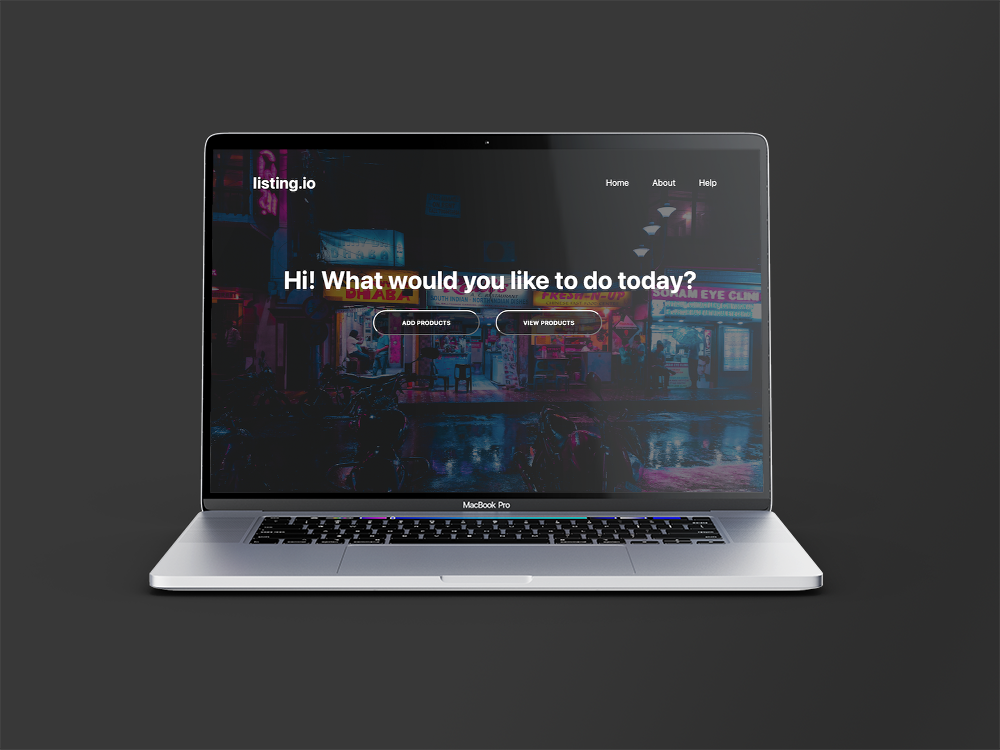 listing.io
Home About Help
Hi! What would you like to do today?
DHABA
SOUTH INDIAN
FRESH-N-UP
SOHAM EYE CLINI
ADD PRODUCTS VIEW PRODUCTS
MacBook Pro